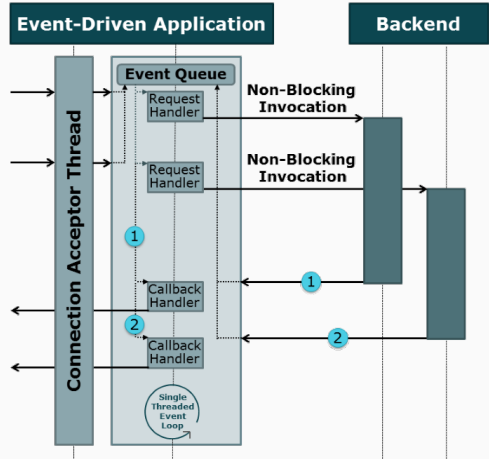 Event-Driven Application
Backend
Event Queue
Connection Acceptor Thread
Request
Handler
Non-Blocking
Invocation
Request
Handler
Non-Blocking
Invocation
1
Callback
Handler
1
2
Callback
Handler
2
Single
Threaded
Event
Loop